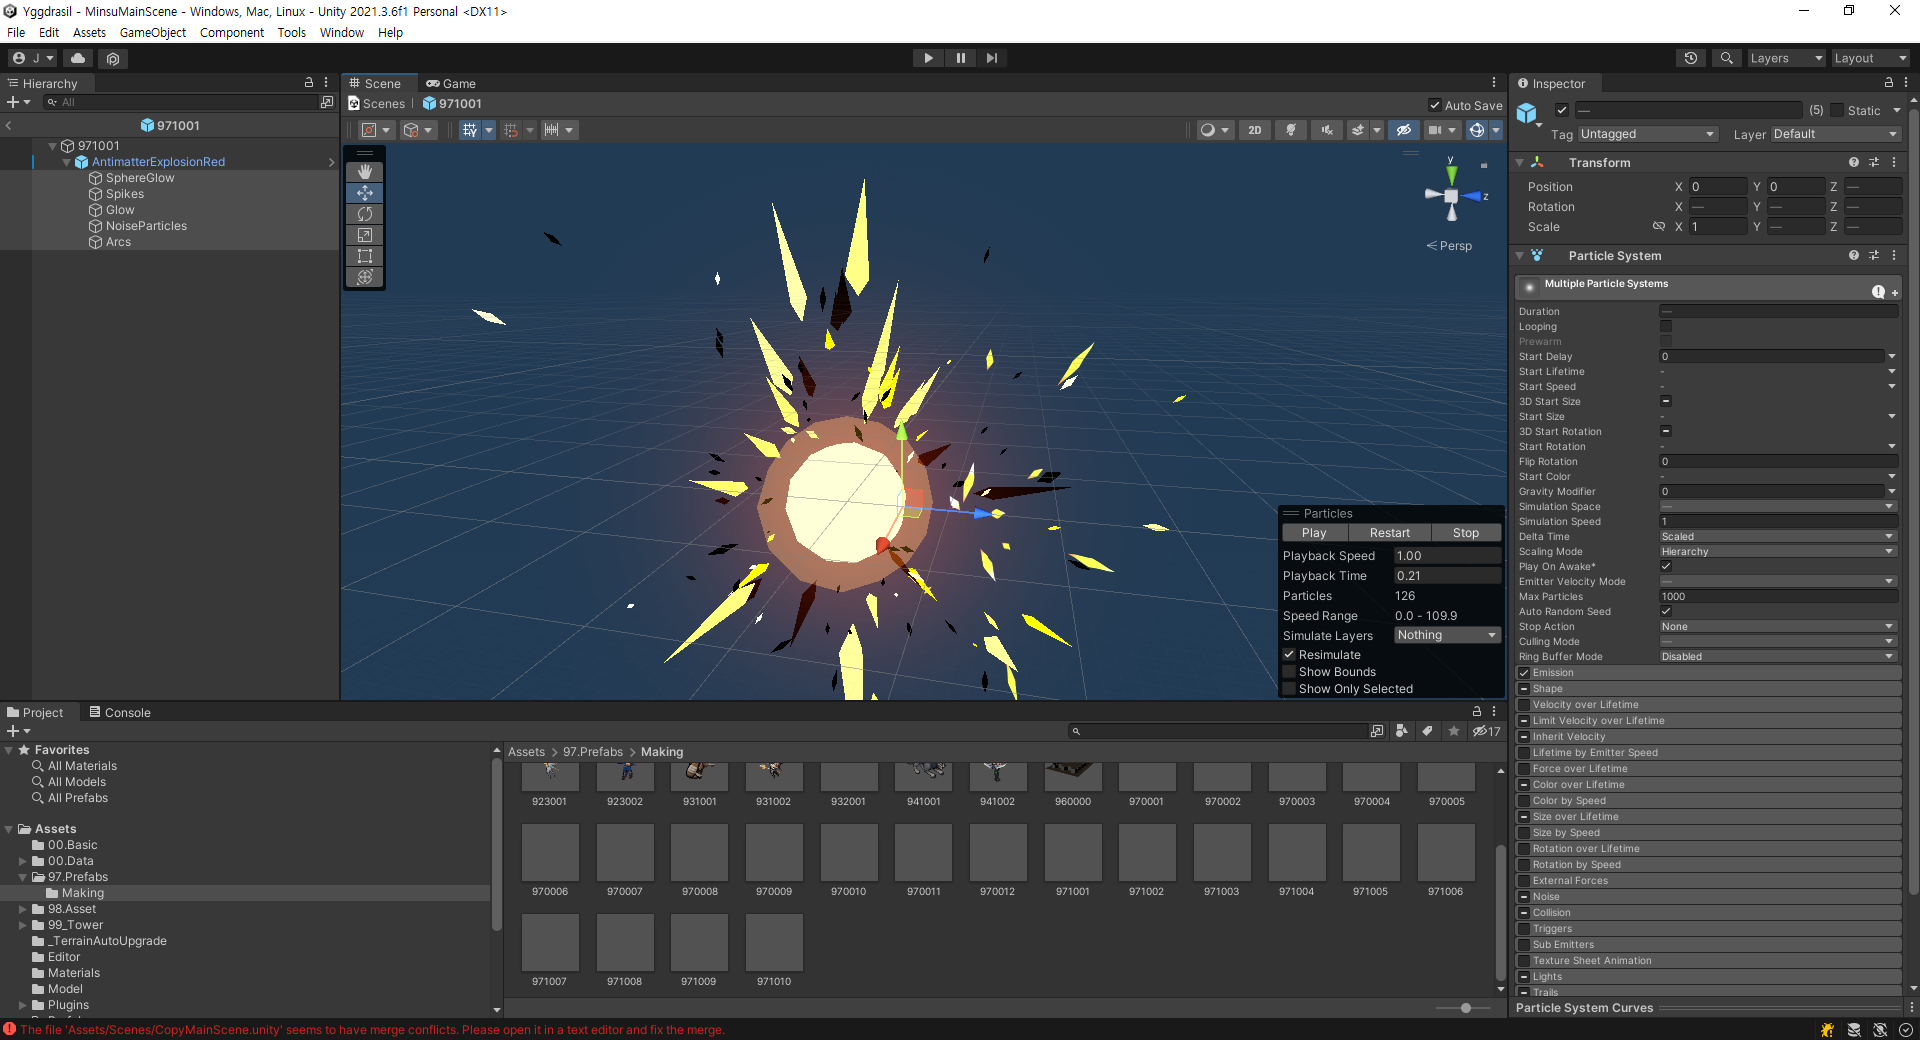 Yggdrasil - MinsuMainScene - Windows, Mac, Linux - Unity 2021.3.6f1 Personal <DX11>
File Edit Assets GameObject Component Tools Window Help
J
Layers
Layout
Hierarchy
All
971001
971001
AntimatterExplosionRed
SphereGlow
Spikes
Glow
NoiseParticles
Arcs
Scene
Game
Scenes
971001
Auto Save
2D
y
z
Persp
Particles
Play Restart Stop
Playback Speed 1.00
Playback Time 0.21
Particles 126
Speed Range 0.0 - 109.9
Simulate Layers Nothing
Resimulate
Show Bounds
Show Only Selected
Inspector
— (5) Static
Tag Untagged Layer Default
Transform
Position X 0 Y 0 Z —
Rotation X — Y — Z —
Scale X 1 Y — Z —
Particle System
Multiple Particle Systems
Duration —
Looping
Prewarm
Start Delay 0
Start Lifetime -
Start Speed -
3D Start Size
Start Size -
3D Start Rotation
Start Rotation -
Flip Rotation 0
Start Color -
Gravity Modifier 0
Simulation Space —
Simulation Speed 1
Delta Time Scaled
Scaling Mode Hierarchy
Play On Awake*
Emitter Velocity Mode —
Max Particles 1000
Auto Random Seed
Stop Action None
Culling Mode —
Ring Buffer Mode Disabled
Emission
Shape
Velocity over Lifetime
Limit Velocity over Lifetime
Inherit Velocity
Lifetime by Emitter Speed
Force over Lifetime
Color over Lifetime
Color by Speed
Size over Lifetime
Size by Speed
Rotation over Lifetime
Rotation by Speed
External Forces
Noise
Collision
Triggers
Sub Emitters
Texture Sheet Animation
Lights
Trails
Particle System Curves
Project
Console
17
Favorites
All Materials
All Models
All Prefabs
Assets
00.Basic
00.Data
97.Prefabs
Making
98.Asset
99_Tower
_TerrainAutoUpgrade
Editor
Materials
Model
Plugins
Assets > 97.Prefabs > Making
923001 923002 931001 931002 932001 941001 941002 960000 970001 970002 970003 970004 970005
970006 970007 970008 970009 970010 970011 970012 971001 971002 971003 971004 971005 971006
971007 971008 971009 971010
The file 'Assets/Scenes/CopyMainScene.unity' seems to have merge conflicts. Please open it in a text editor and fix the merge.